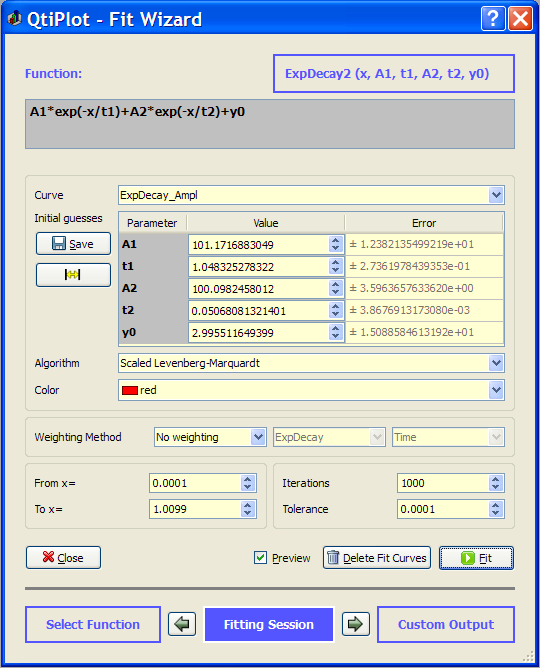 QtiPlot - Fit Wizard
Function:
ExpDecay2 (x, A1, t1, A2, t2, y0)
A1*exp(-x/t1)+A2*exp(-x/t2)+y0
Curve ExpDecay_Ampl
Initial guesses
Save
Parameter Value Error
A1 101.1716883049 ± 1.2382135499219e+01
t1 1.048325278322 ± 2.7361978439353e-01
A2 100.0982458012 ± 3.5963657633620e+00
t2 0.05068081321401 ± 3.8676913173080e-03
y0 2.995511649399 ± 1.5088584613192e+01
Algorithm Scaled Levenberg-Marquardt
Color red
Weighting Method No weighting ExpDecay Time
From x= 0.0001 Iterations 1000
To x= 1.0099 Tolerance 0.0001
Close Preview Delete Fit Curves Fit
Select Function Fitting Session Custom Output